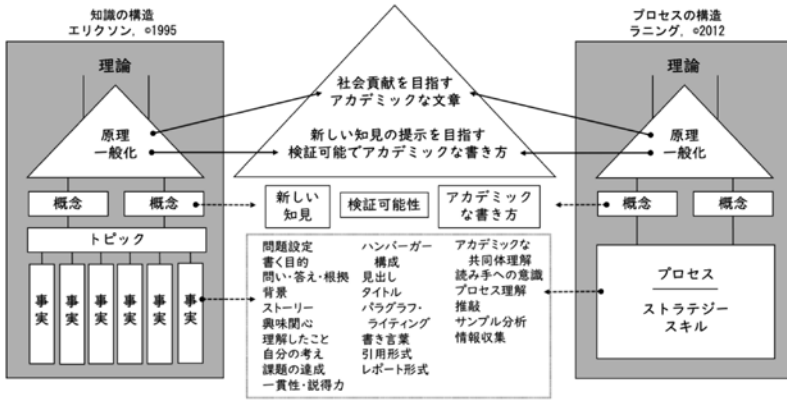 知識の構造
エリクソン，©1995
理論
原理
一般化
概念
概念
トピック
事実
事実
事実
事実
事実
事実
社会貢献を目指す
アカデミックな文章
新しい知見の提示を目指す
検証可能でアカデミックな書き方
新しい
知見
検証可能性
アカデミック
な書き方
問題設定
書く目的
問い・答え・根拠
背景
ストーリー
興味関心
理解したこと
自分の考え
課題の達成
一貫性・説得力
ハンバーガー
構成
見出し
タイトル
パラグラフ・
ライティング
書き言葉
引用形式
レポート形式
アカデミックな
共同体理解
読み手への意識
プロセス理解
推敲
サンプル分析
情報収集
プロセスの構造
ラニング，©2012
理論
原理
一般化
概念
概念
プロセス
ストラテジー
スキル